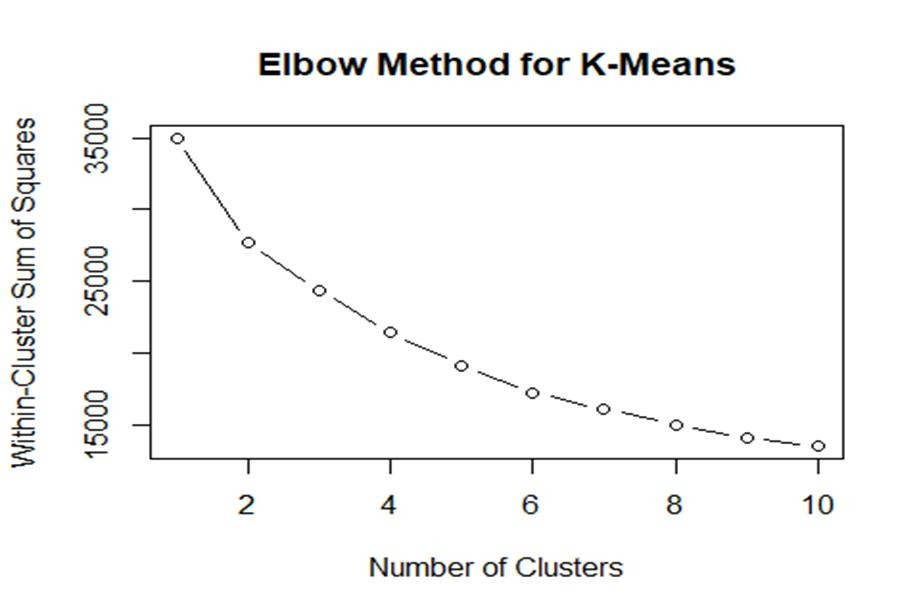 Elbow Method for K-Means
Within-Cluster Sum of Squares
35000
25000
15000
2 4 6 8 10
Number of Clusters